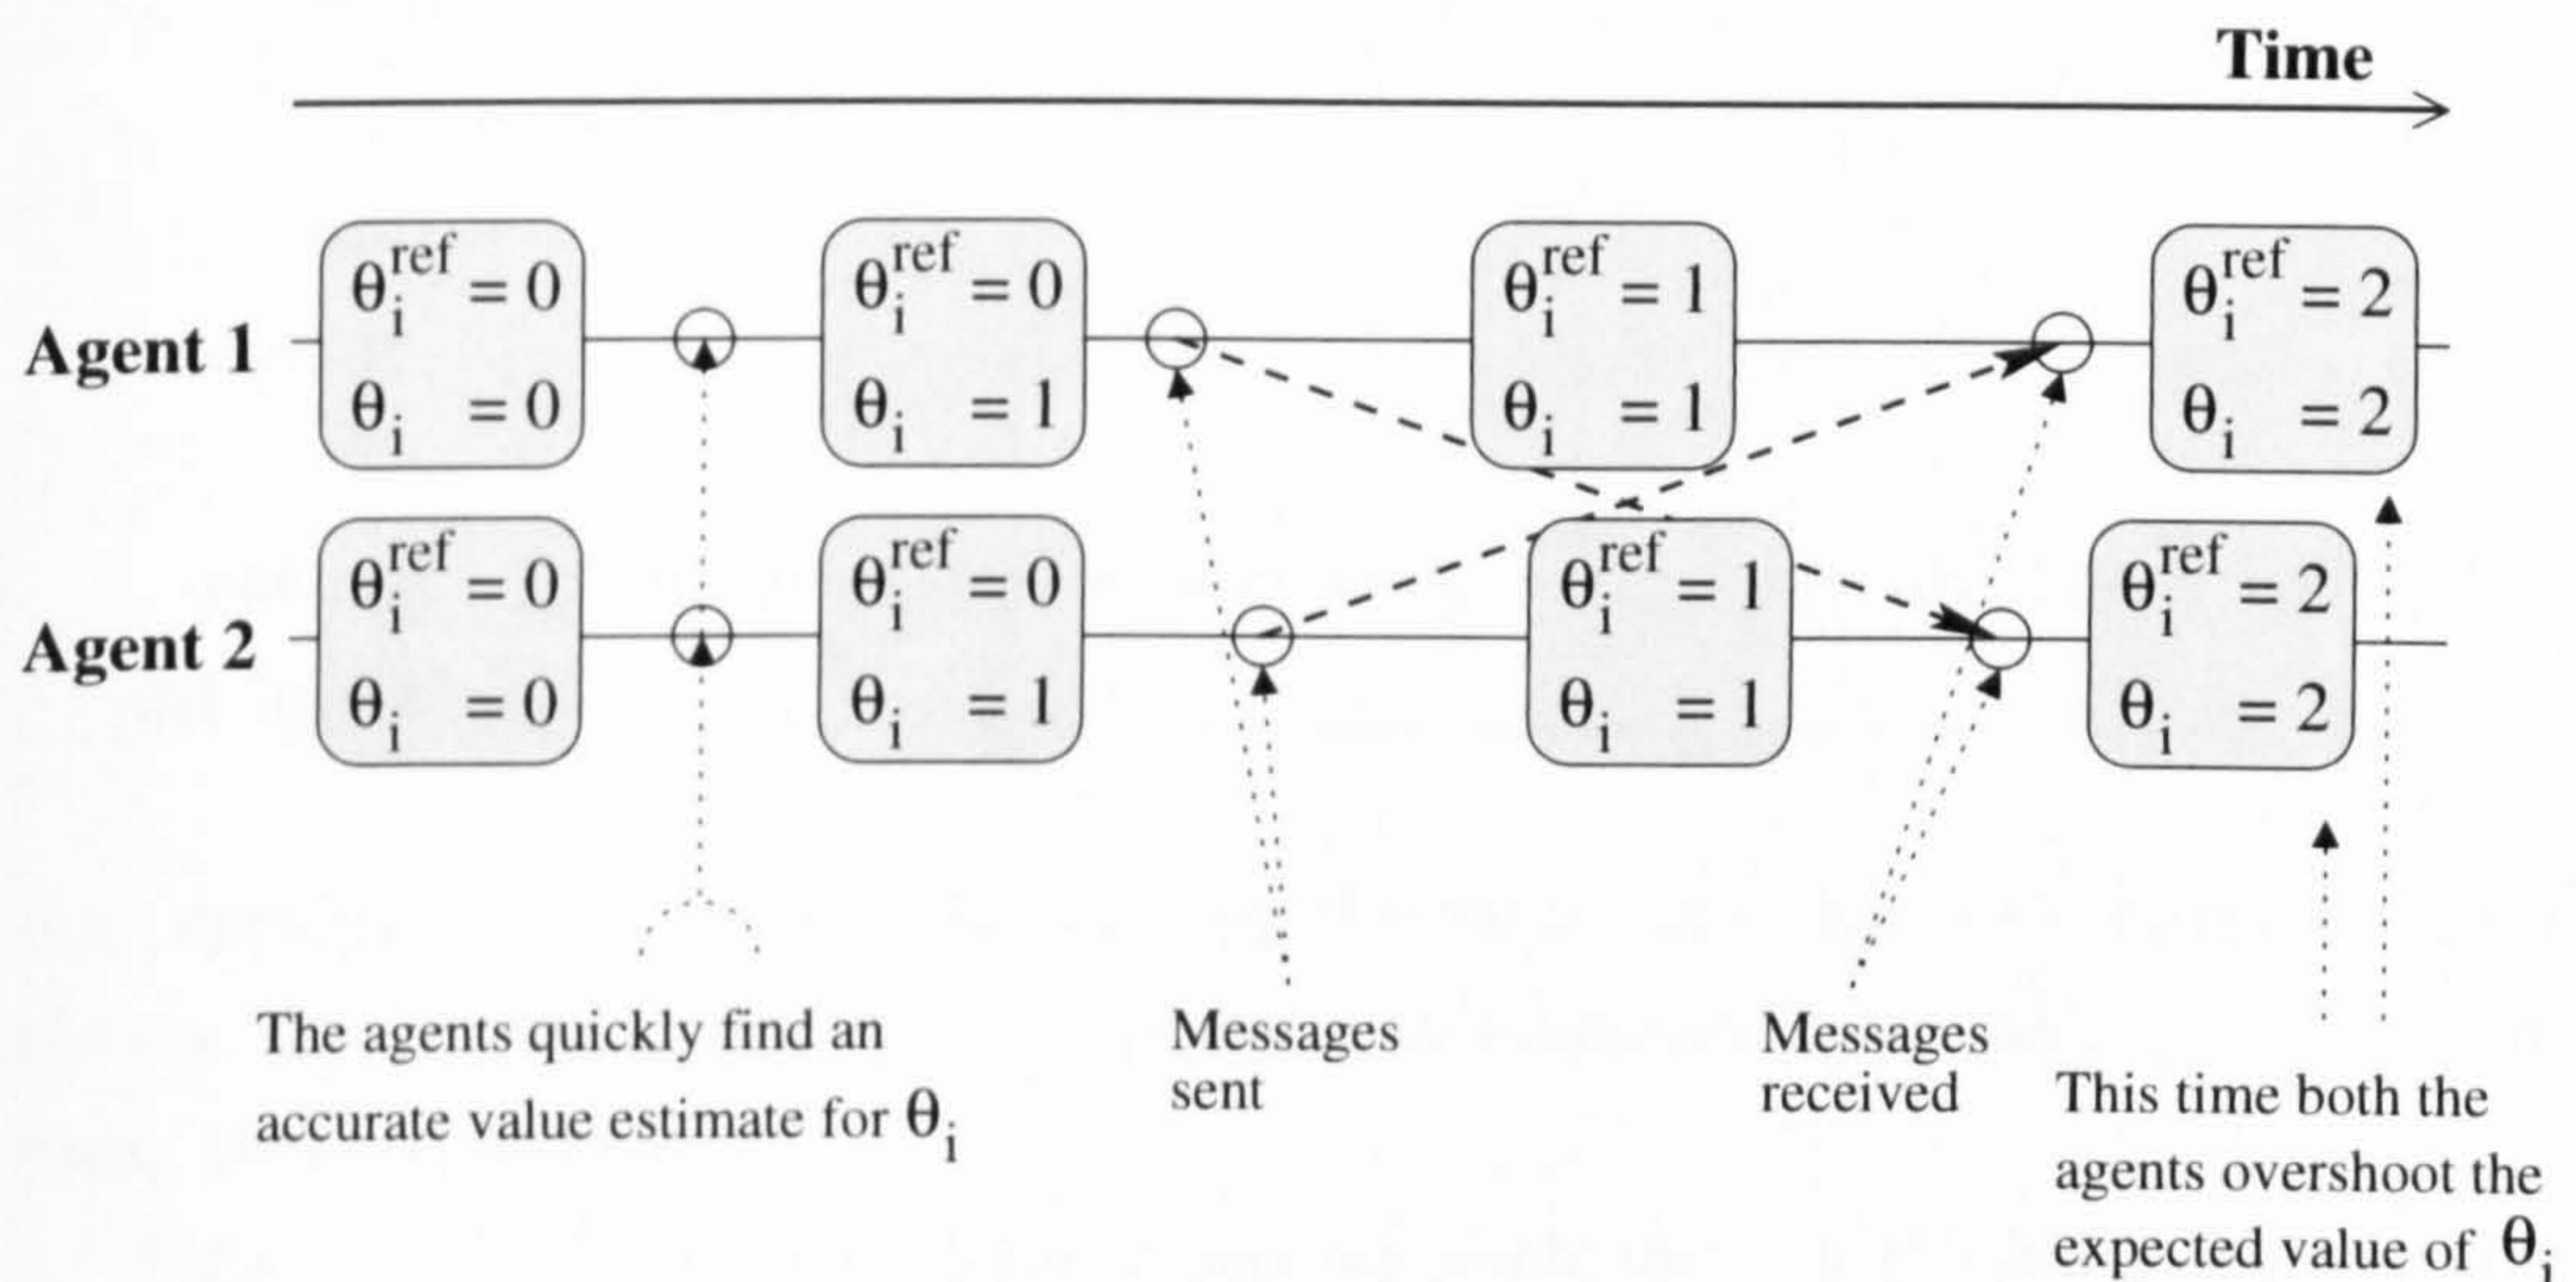 Time
Agent 1
θ_i^ref = 0
θ_i = 0
θ_i^ref = 0
θ_i = 1
θ_i^ref = 1
θ_i = 1
θ_i^ref = 2
θ_i = 2
Agent 2
θ_i^ref = 0
θ_i = 0
θ_i^ref = 0
θ_i = 1
θ_i^ref = 1
θ_i = 1
θ_i^ref = 2
θ_i = 2
The agents quickly find an
accurate value estimate for θ_i
Messages
sent
Messages
received
This time both the
agents overshoot the
expected value of θ_i